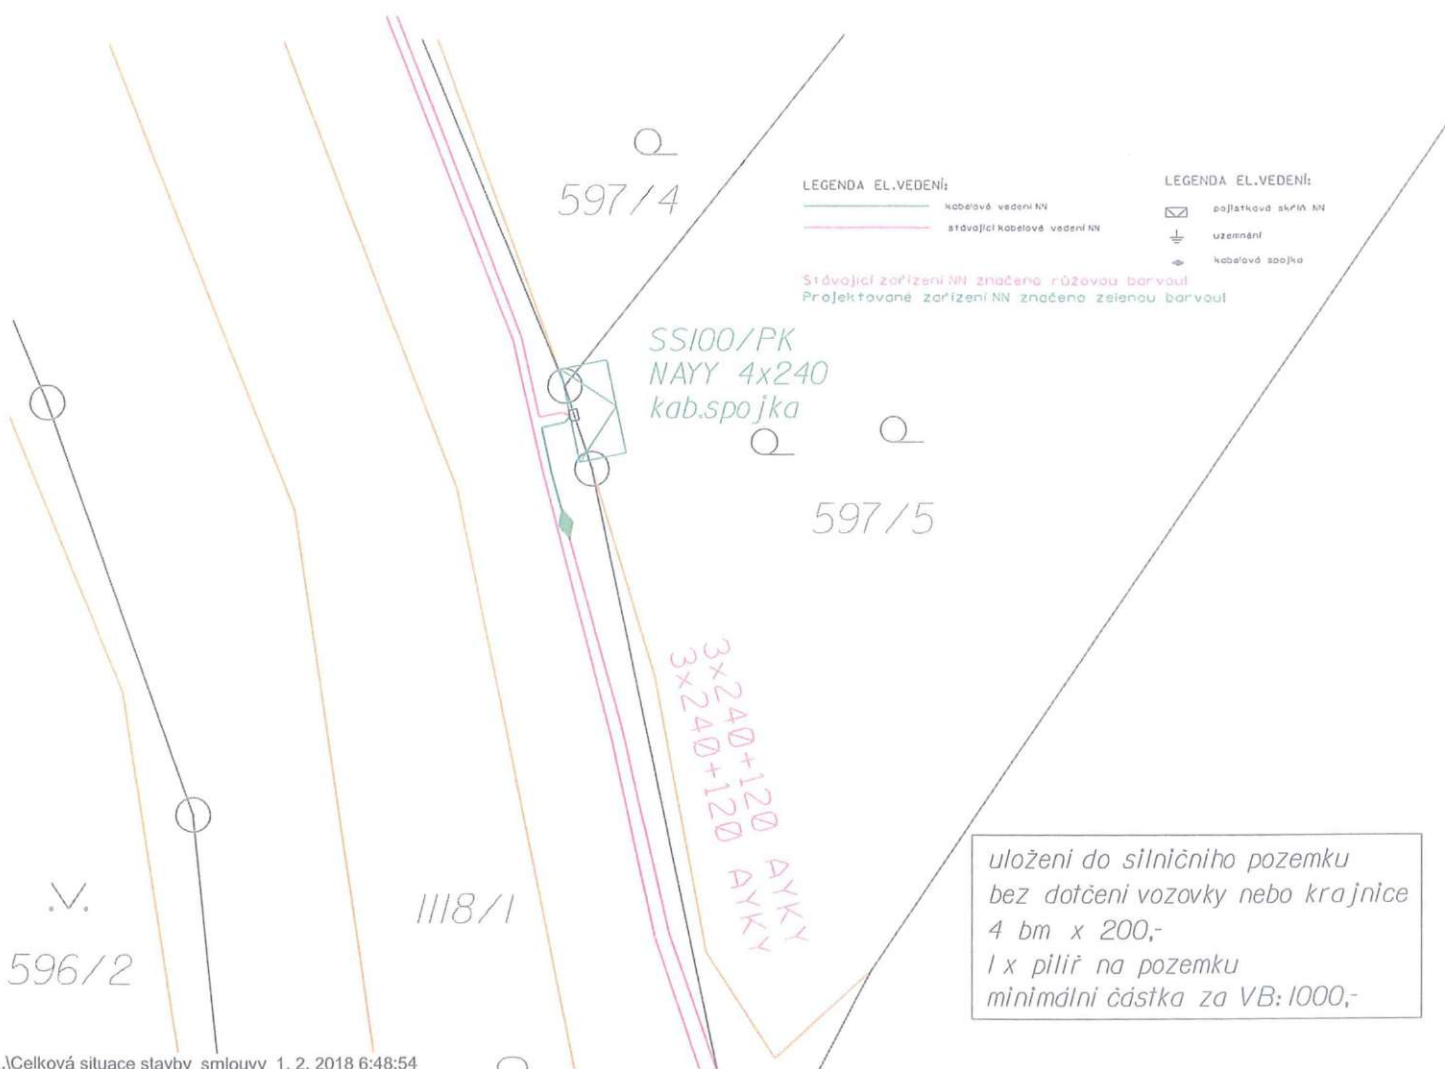 597/4
LEGENDA EL.VEDENÍ:
kabelové vedení NN
stávající kabelové vedení NN
LEGENDA EL.VEDENÍ:
pojistková skříň NN
uzemnění
kabelová spojka
Stávající zařízení NN značeno růžovou barvou!
Projektované zařízení NN značeno zelenou barvou!
SS100/PK
NAYY 4x240
kab.spojka
597/5
3x240+120 AYKY
3x240+120 AYKY
1118/1
596/2
uložení do silničního pozemku
bez dotčení vozovky nebo krajnice
4 bm x 200,-
1 x pilíř na pozemku
minimální částka za VB: 1000,-
.\Celková situace stavby_smlouvy 1. 2. 2018 6:48:54